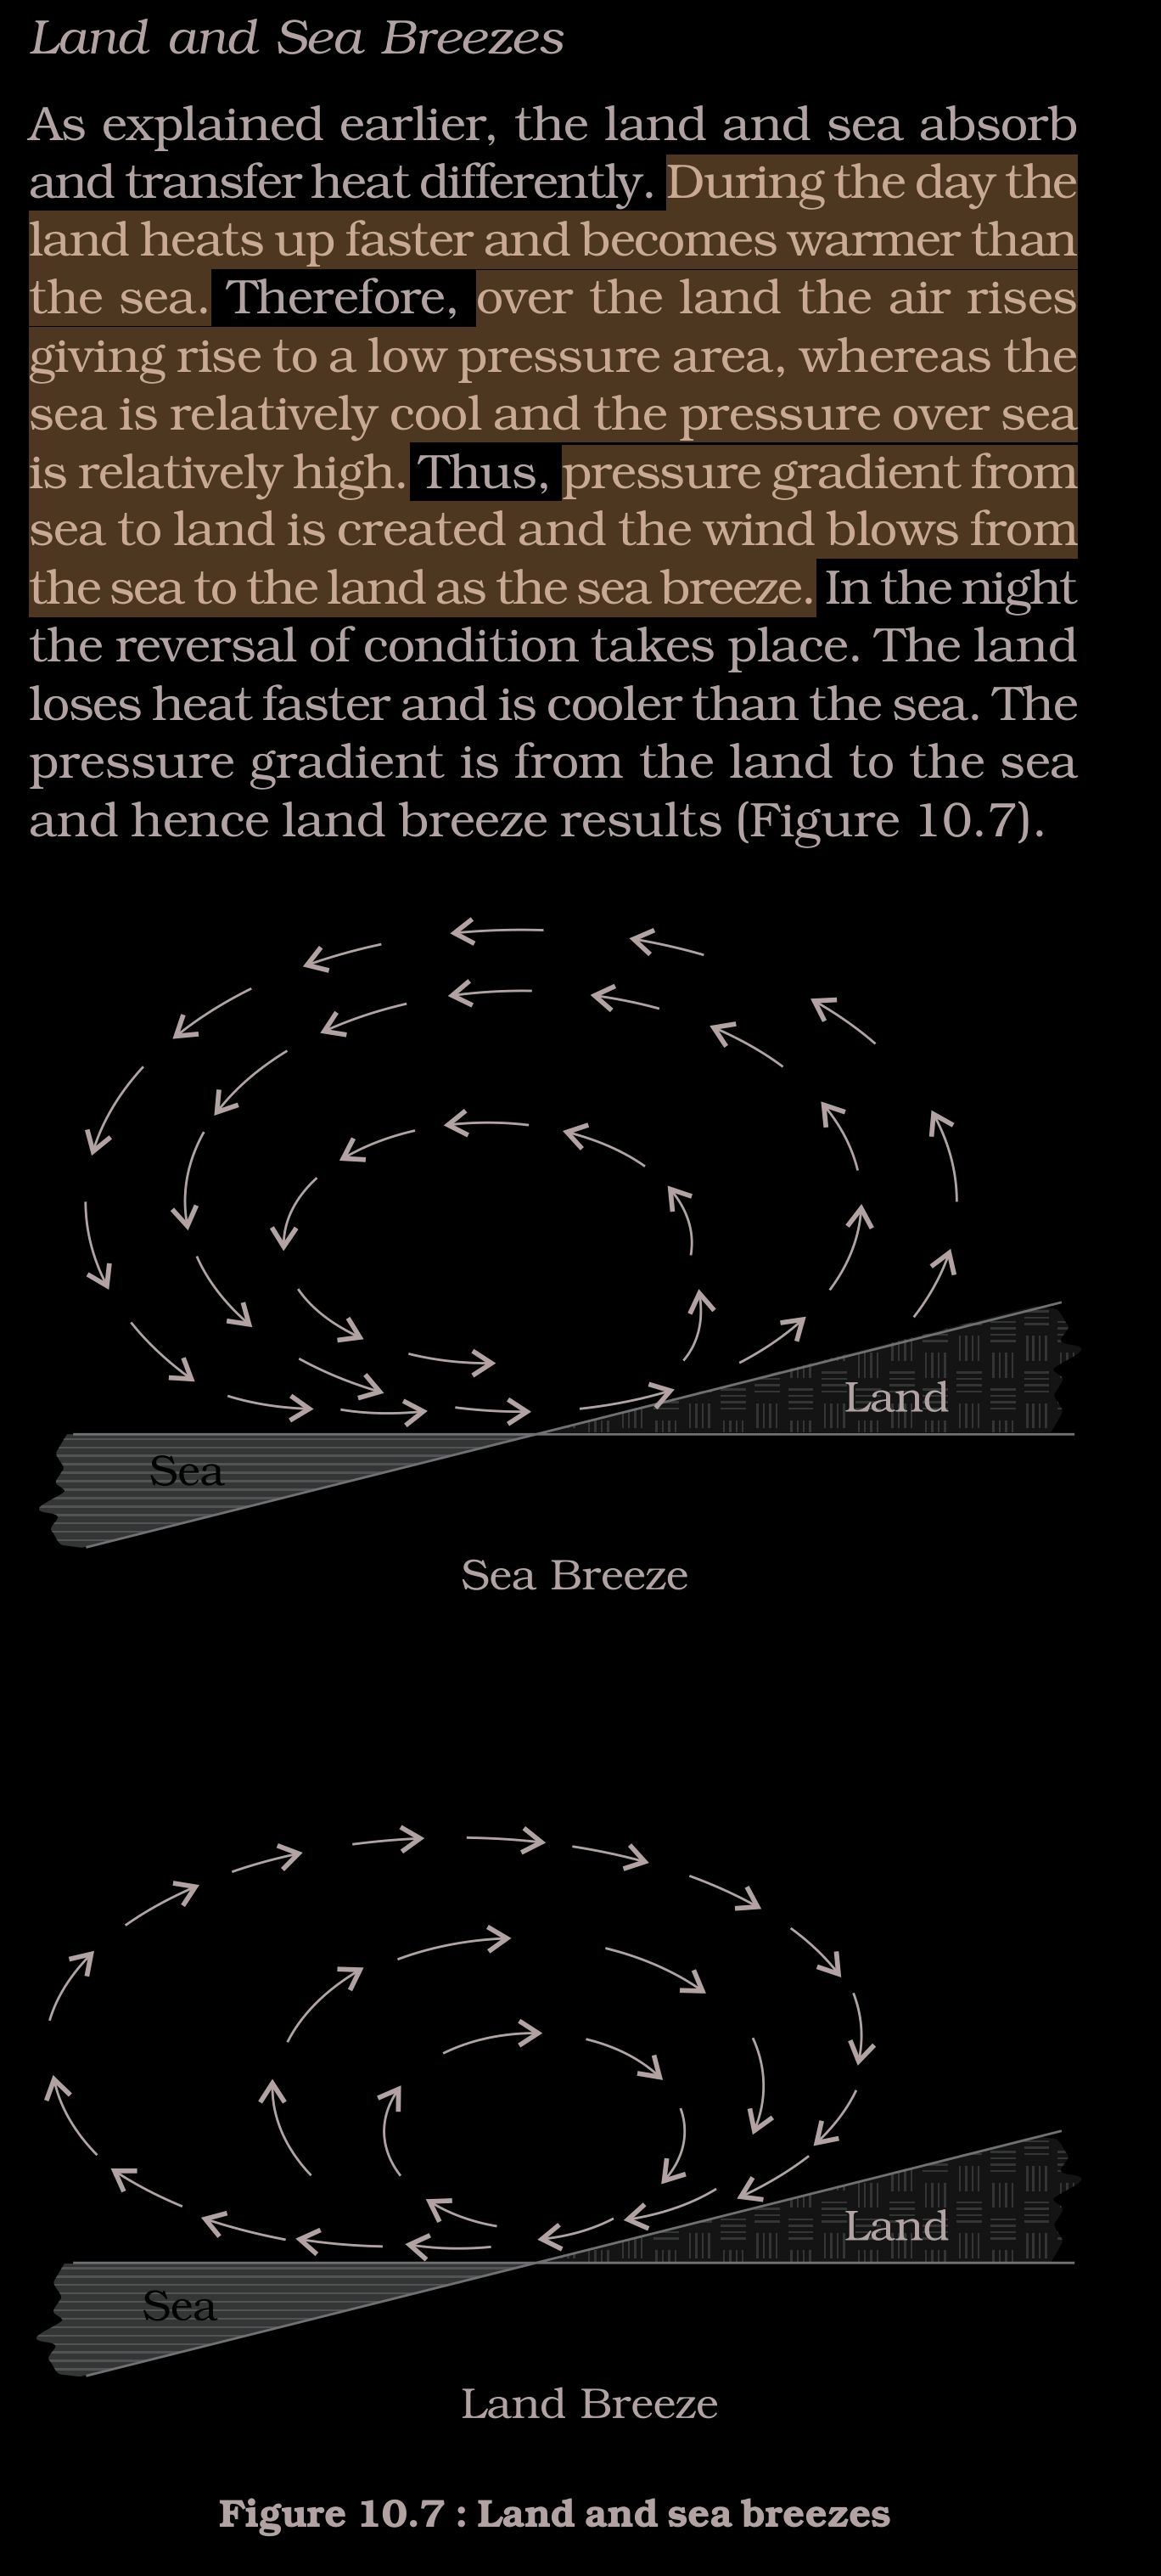 Land and Sea Breezes
As explained earlier, the land and sea absorb
and transfer heat differently. During the day the
land heats up faster and becomes warmer than
the sea. Therefore, over the land the air rises
giving rise to a low pressure area, whereas the
sea is relatively cool and the pressure over sea
is relatively high. Thus, pressure gradient from
sea to land is created and the wind blows from
the sea to the land as the sea breeze. In the night
the reversal of condition takes place. The land
loses heat faster and is cooler than the sea. The
pressure gradient is from the land to the sea
and hence land breeze results (Figure 10.7).
Land
Sea
Sea Breeze
Land
Sea
Land Breeze
Figure 10.7 : Land and sea breezes